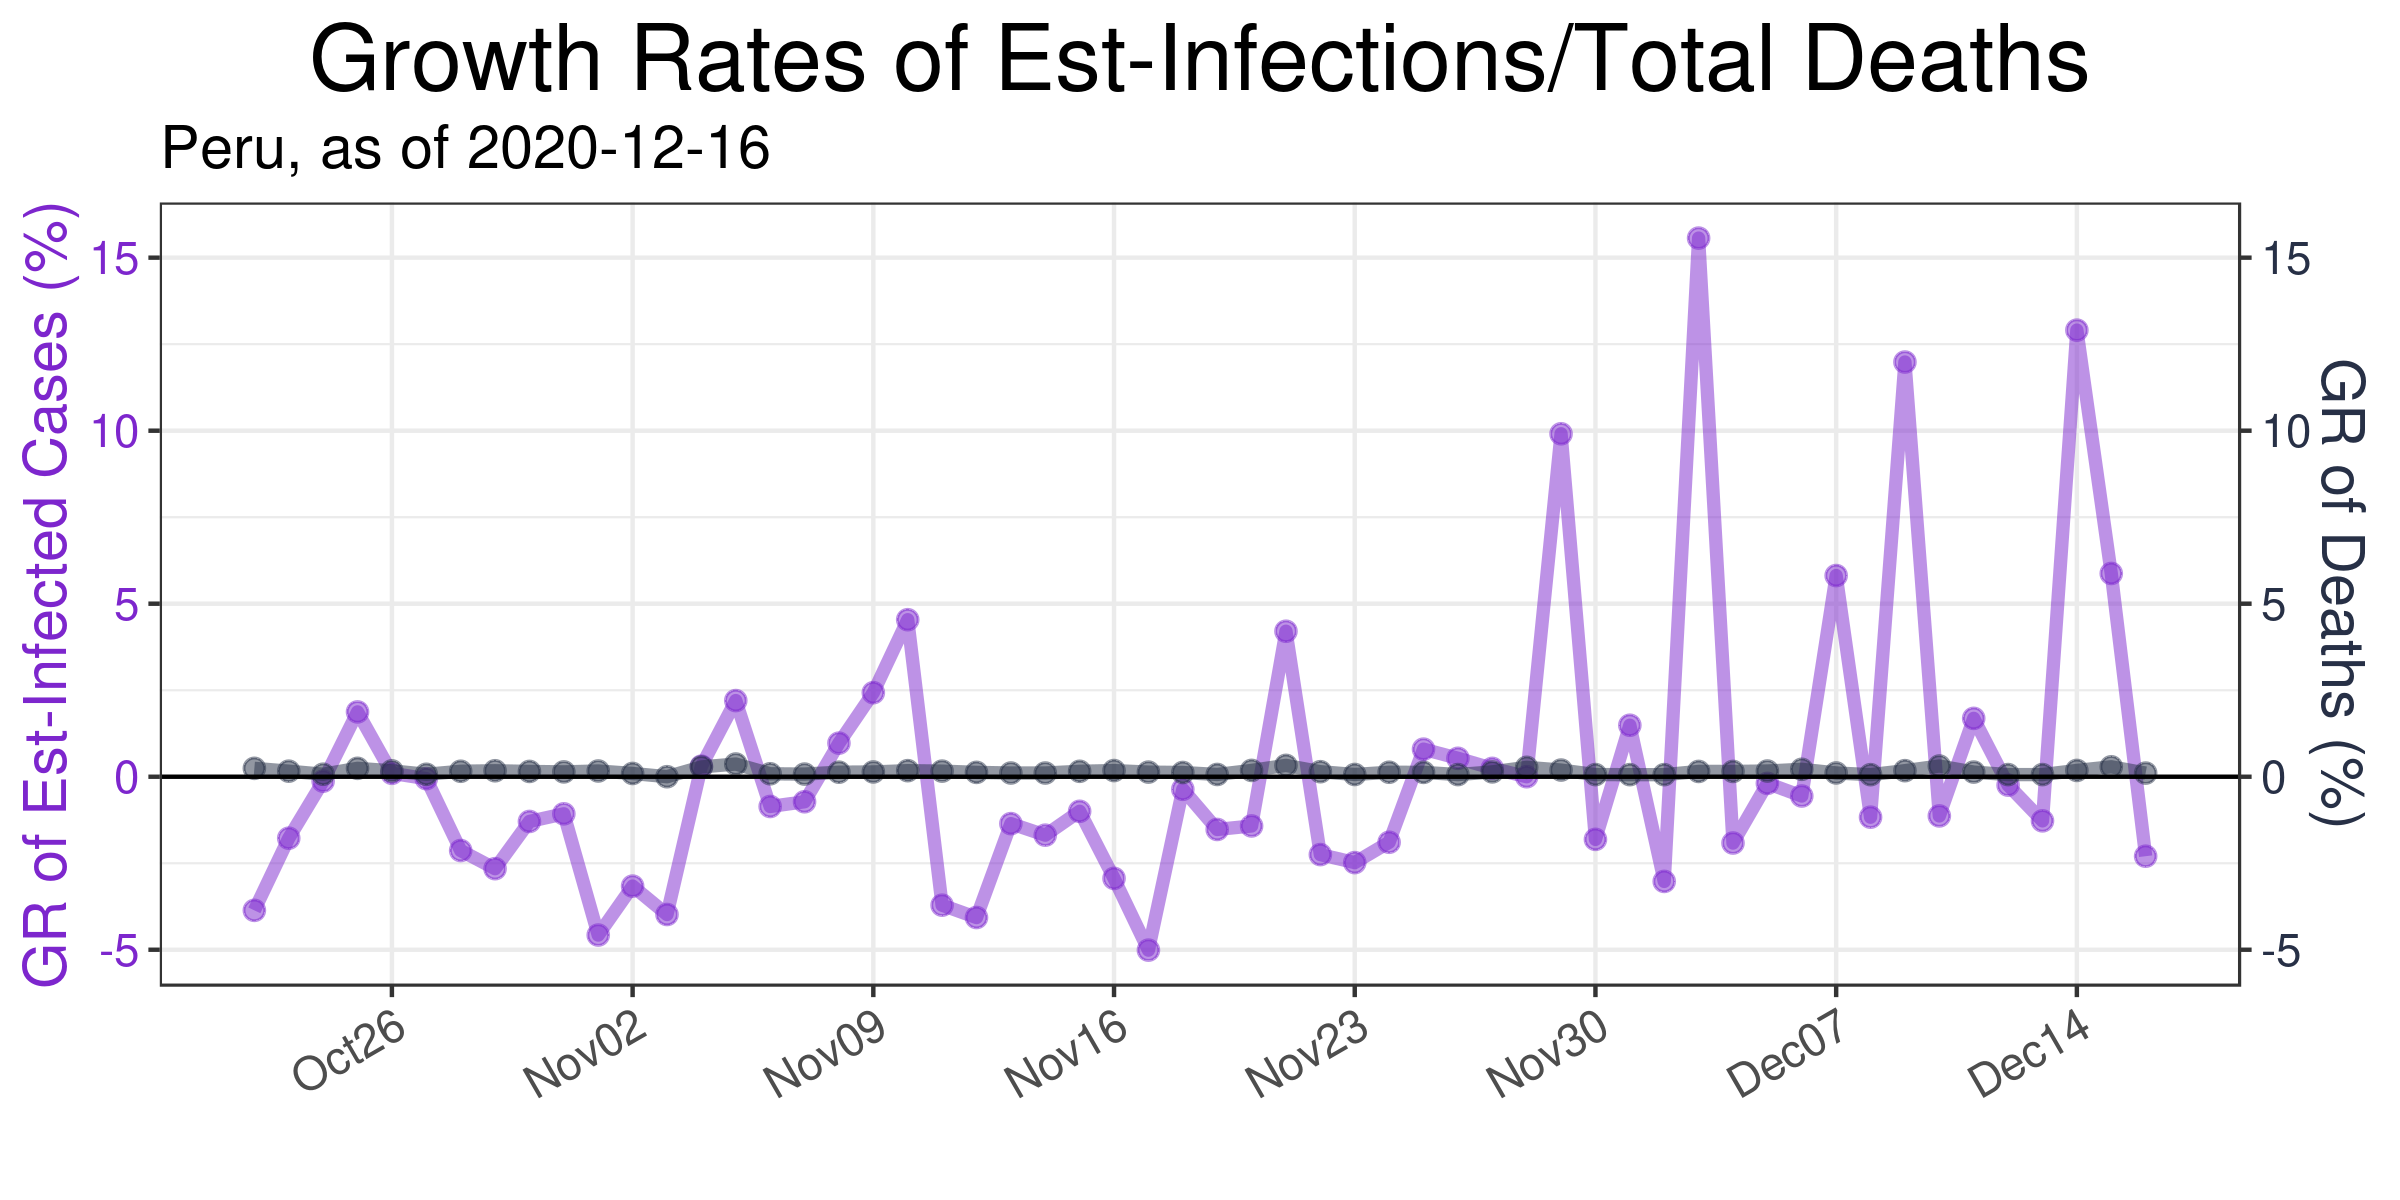 Growth Rates of Est-Infections/Total Deaths
Peru, as of 2020-12-16
GR of Est-Infected Cases (%)
15
10
5
0
-5
15
10
5
0
-5
GR of Deaths (%)
Oct26
Nov02
Nov09
Nov16
Nov23
Nov30
Dec07
Dec14